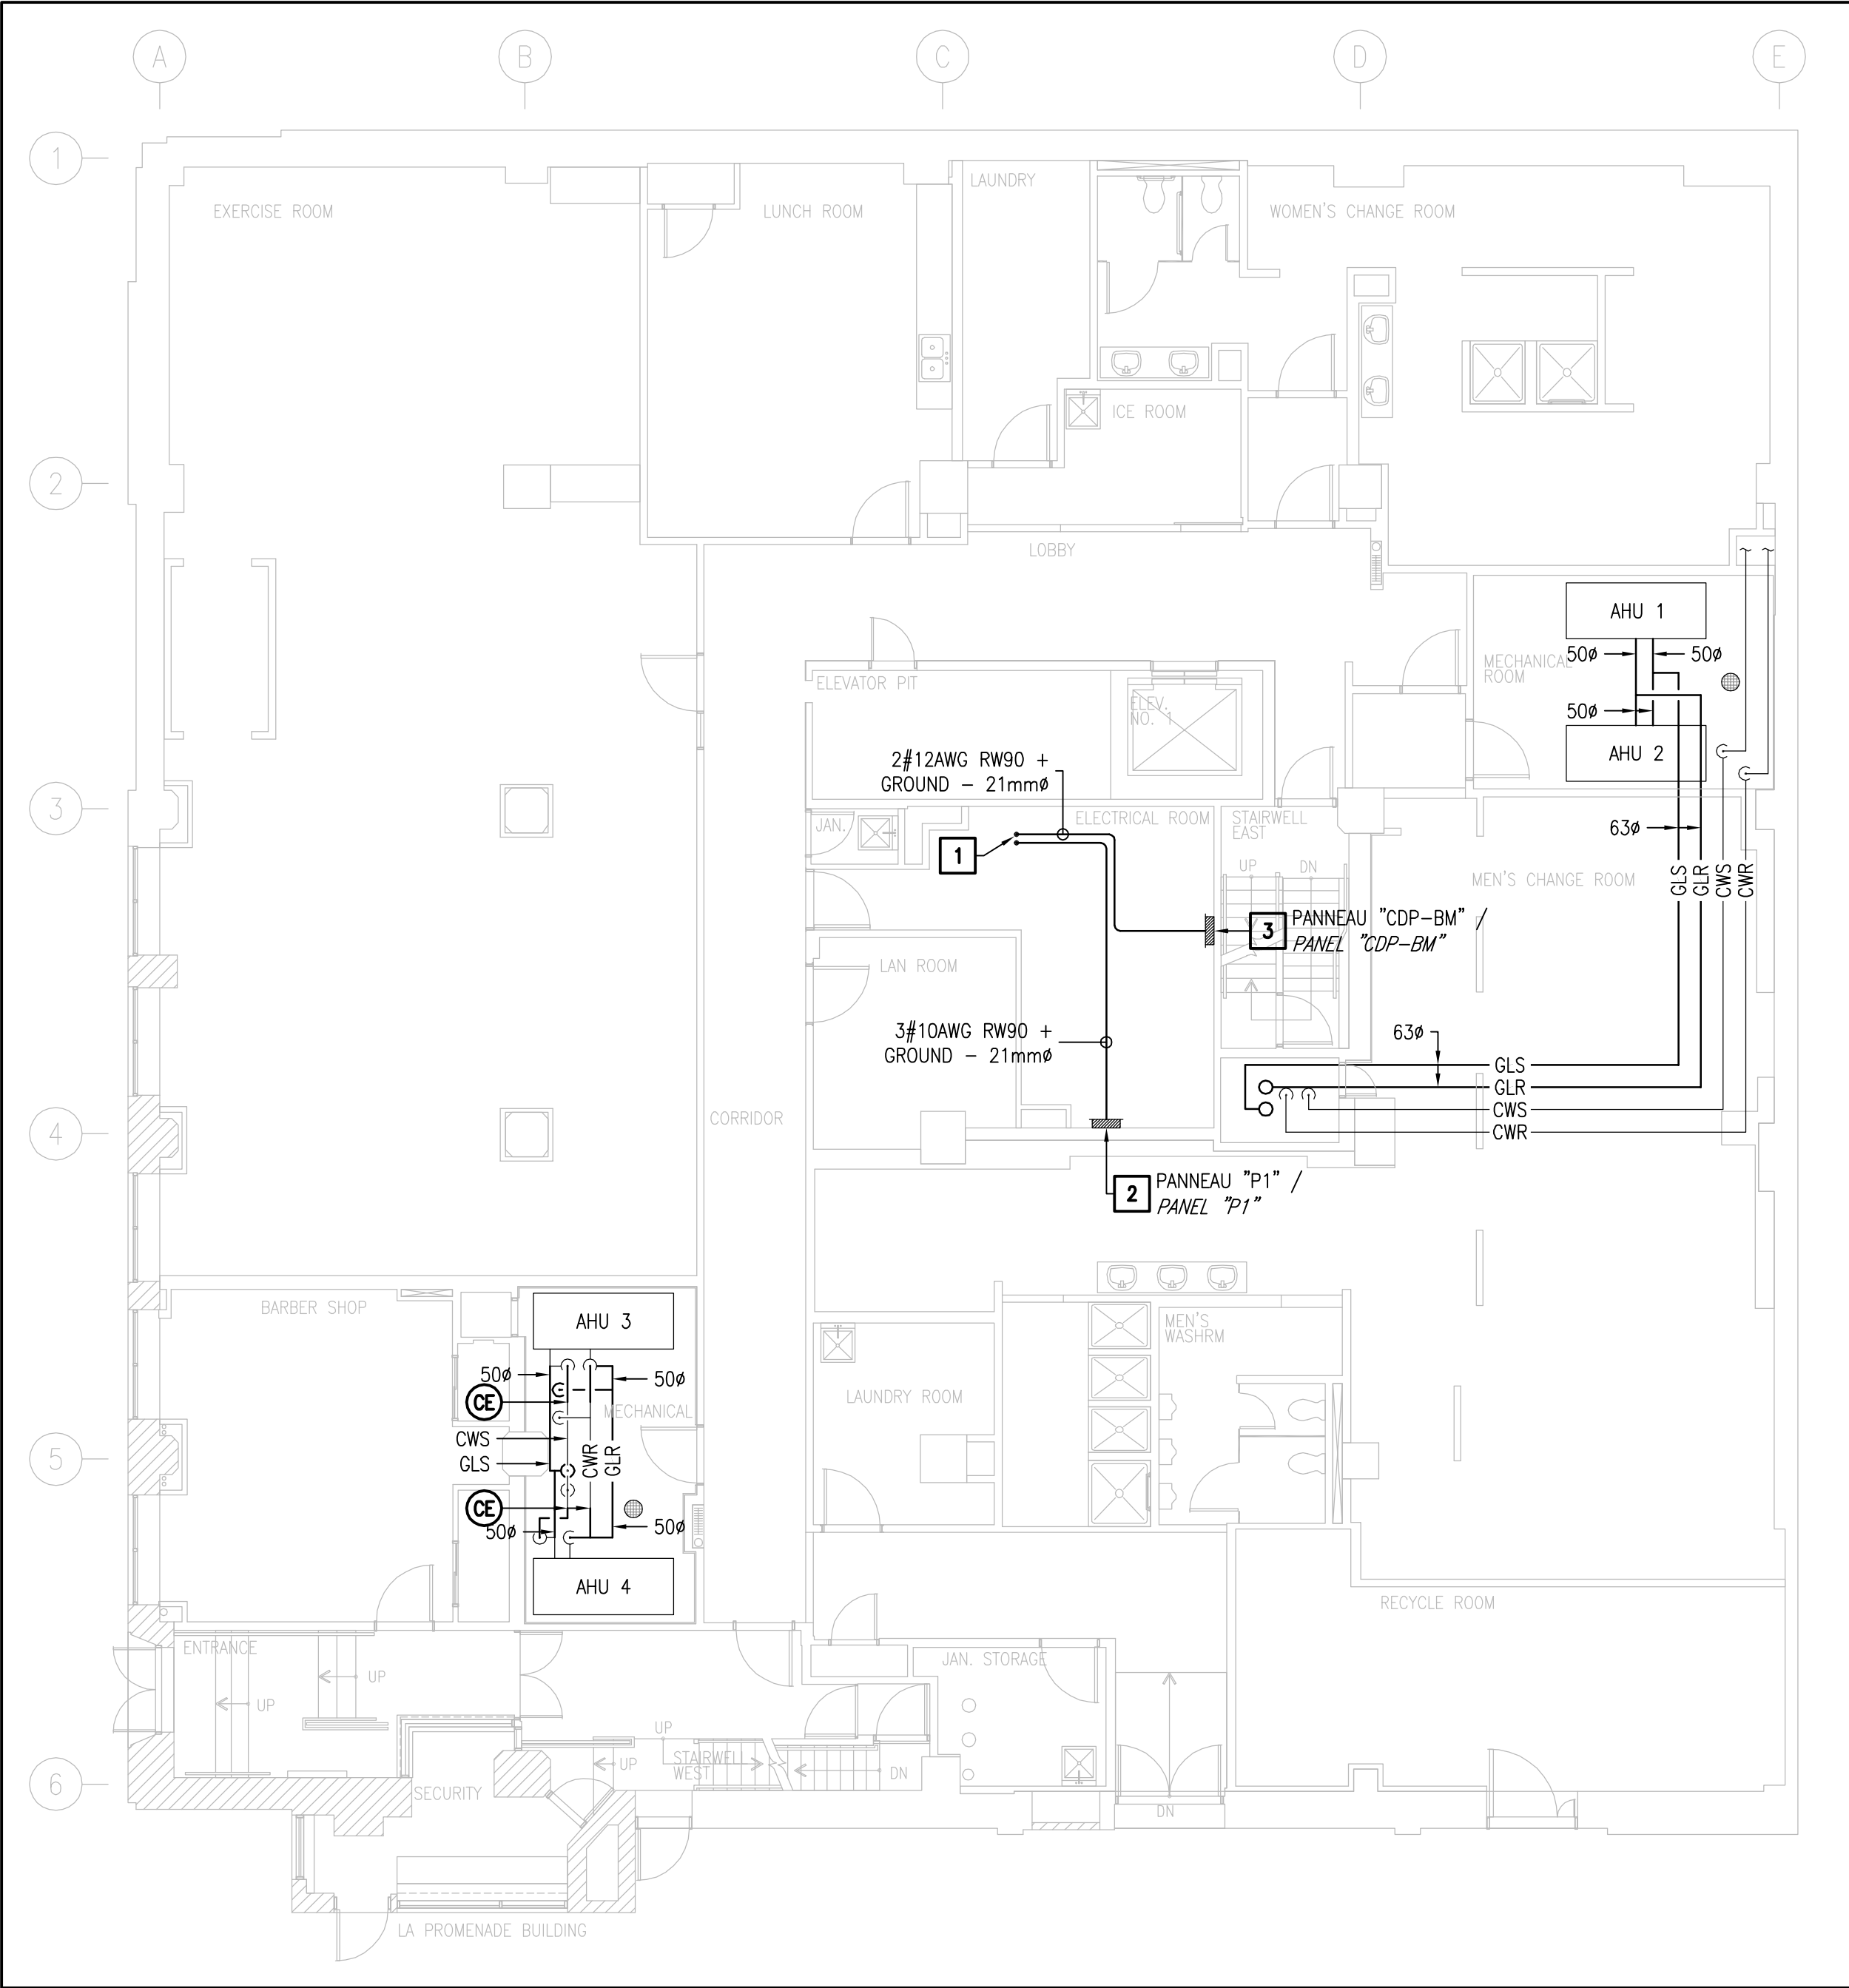 A
B
C
D
E
1
2
3
4
5
6
EXERCISE ROOM
LUNCH ROOM
LAUNDRY
WOMEN'S CHANGE ROOM
ICE ROOM
LOBBY
AHU 1
MECHANICAL
ROOM
50ø
50ø
50ø
AHU 2
ELEVATOR PIT
ELEV.
NO. 1
2#12AWG RW90 +
GROUND - 21mmø
JAN.
ELECTRICAL ROOM
STAIRWELL
EAST
UP
DN
1
63ø
GLS
GLR
CWS
CWR
MEN'S CHANGE ROOM
3
PANNEAU "CDP-BM" /
PANEL "CDP-BM"
LAN ROOM
3#10AWG RW90 +
GROUND - 21mmø
63ø
GLS
GLR
CWS
CWR
CORRIDOR
2
PANNEAU "P1" /
PANEL "P1"
BARBER SHOP
AHU 3
50ø
50ø
CE
MECHANICAL
CWS
GLS
CWR
GLR
CE
50ø
50ø
AHU 4
MEN'S
WASHRM
LAUNDRY ROOM
RECYCLE ROOM
ENTRANCE
UP
UP
JAN. STORAGE
UP
UP
STAIRWELL
WEST
DN
SECURITY
DN
LA PROMENADE BUILDING